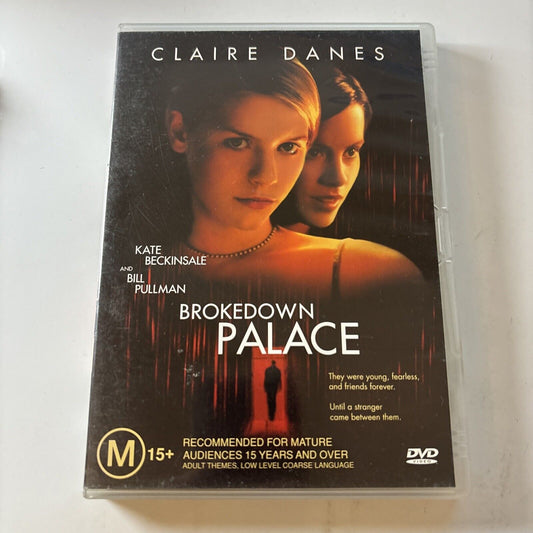 CLAIRE DANES
KATE
BECKINSALE
AND
BILL
PULLMAN
BROKEDOWN
PALACE
They were young, fearless,
and friends forever.
Until a stranger
came between them.
M 15+
RECOMMENDED FOR MATURE
AUDIENCES 15 YEARS AND OVER
ADULT THEMES, LOW LEVEL COARSE LANGUAGE
DVD
VIDEO